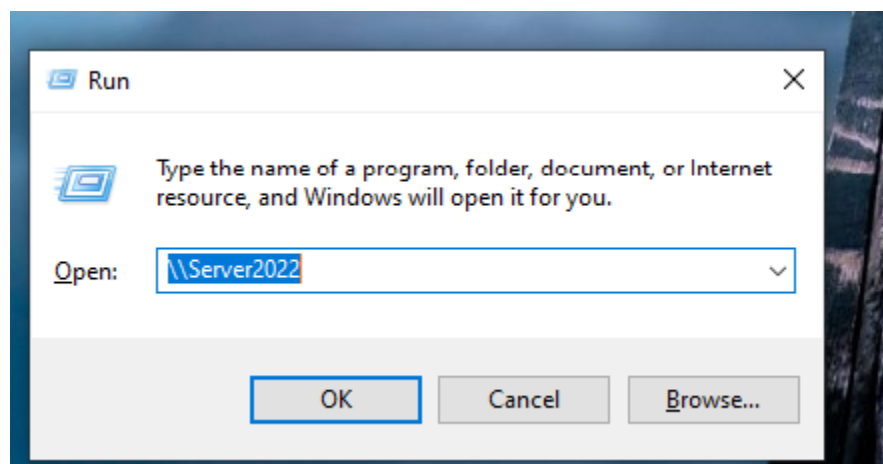 Run
Type the name of a program, folder, document, or Internet
resource, and Windows will open it for you.
Open: \\Server2022
OK Cancel Browse...